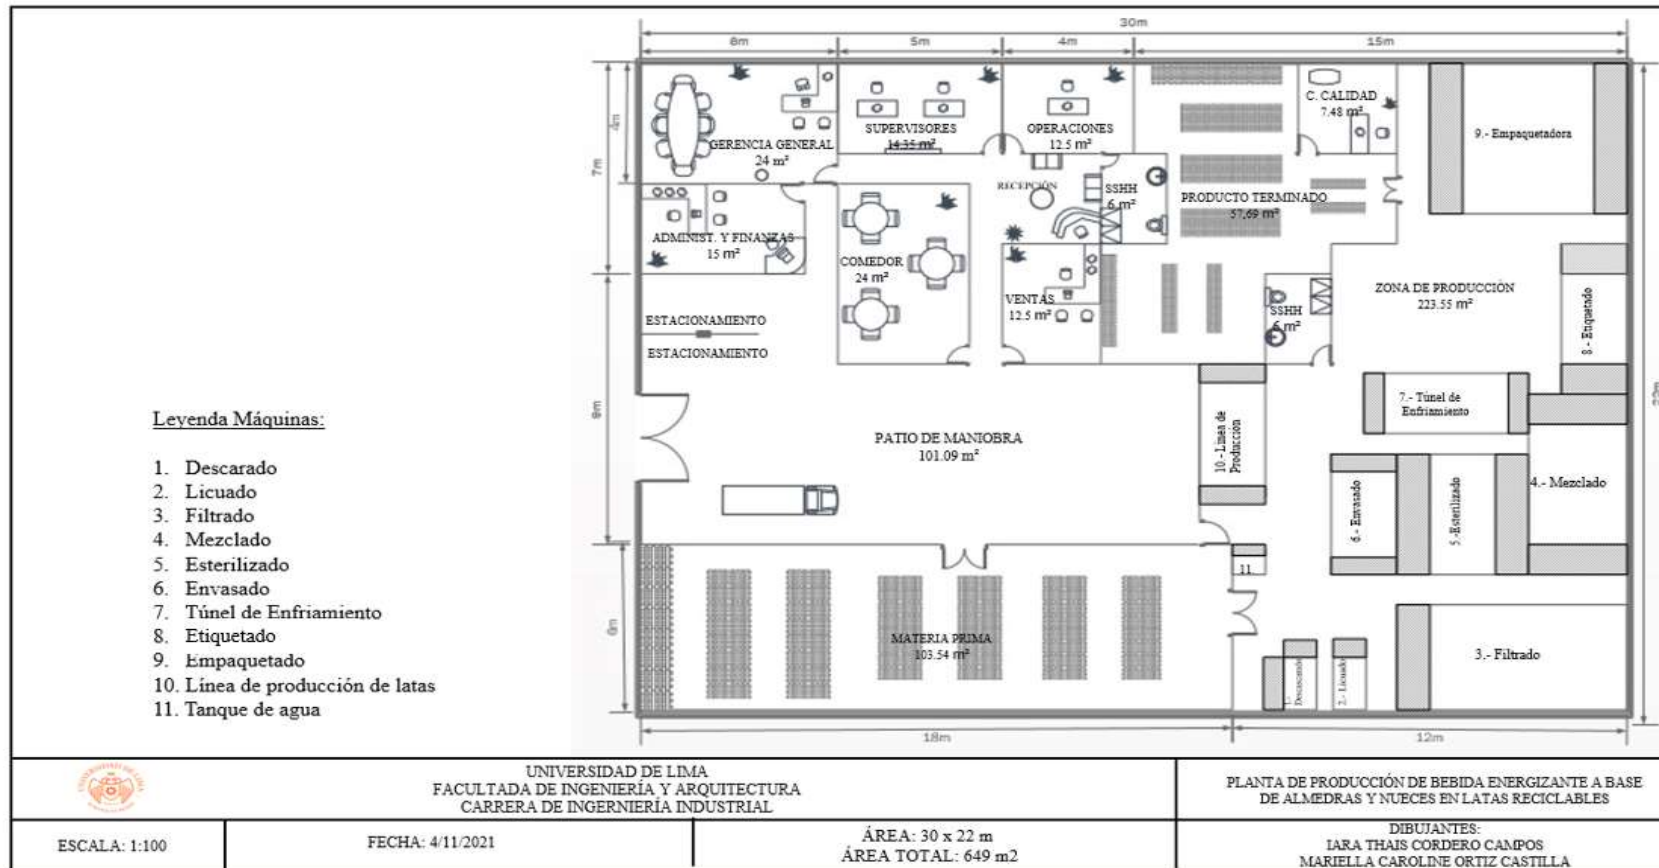 30m
6m
5m
4m
15m
4m
7m
9m
6m
22m
18m
12m
GERENCIA GENERAL
24 m²
SUPERVISORES
14.35 m²
OPERACIONES
12.5 m²
C. CALIDAD
7.48 m²
9.- Empaquetadora
RECEPCIÓN
SSHH
6 m²
PRODUCTO TERMINADO
57,69 m²
ADMINIST. Y FINANZAS
15 m²
COMEDOR
24 m²
VENTAS
12.5 m²
SSHH
6 m²
ZONA DE PRODUCCIÓN
223.55 m²
8.- Etiquetado
ESTACIONAMIENTO
ESTACIONAMIENTO
7.- Túnel de
Enfriamiento
PATIO DE MANIOBRA
101.09 m²
10.- Línea de
Producción
6.- Envasado
5.-Esterilizado
4.- Mezclado
11.
MATERIA PRIMA
103.54 m²
2.- Licuado
3.- Filtrado
Leyenda Máquinas:
1. Descarado
2. Licuado
3. Filtrado
4. Mezclado
5. Esterilizado
6. Envasado
7. Túnel de Enfriamiento
8. Etiquetado
9. Empaquetado
10. Línea de producción de latas
11. Tanque de agua
UNIVERSIDAD DE LIMA
FACULTADA DE INGENIERÍA Y ARQUITECTURA
CARRERA DE INGERNIERÍA INDUSTRIAL
PLANTA DE PRODUCCIÓN DE BEBIDA ENERGIZANTE A BASE
DE ALMEDRAS Y NUECES EN LATAS RECICLABLES
ESCALA: 1:100
FECHA: 4/11/2021
ÁREA: 30 x 22 m
ÁREA TOTAL: 649 m2
DIBUJANTES:
IARA THAIS CORDERO CAMPOS
MARIELLA CAROLINE ORTIZ CASTILLA